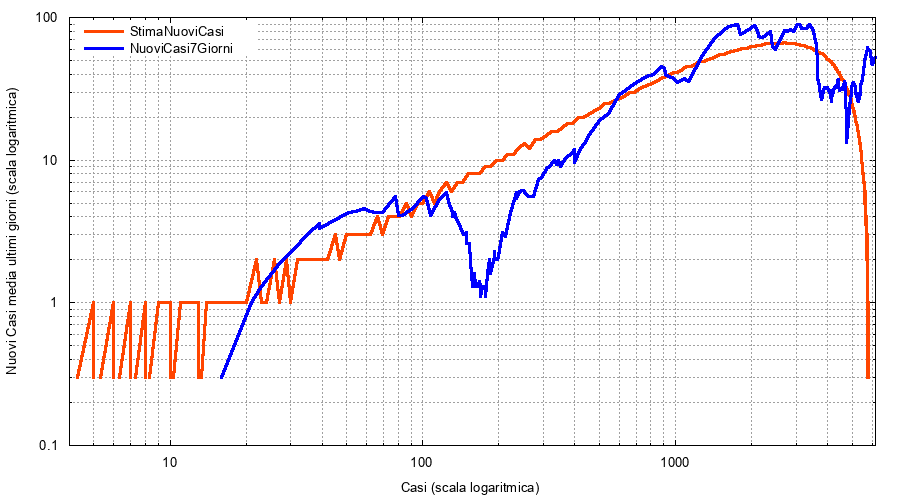 100
StimaNuoviCasi
NuoviCasi7Giorni
10
1
0.1
Nuovi Casi media ultimi giorni (scala logaritmica)
10
100
1000
Casi (scala logaritmica)